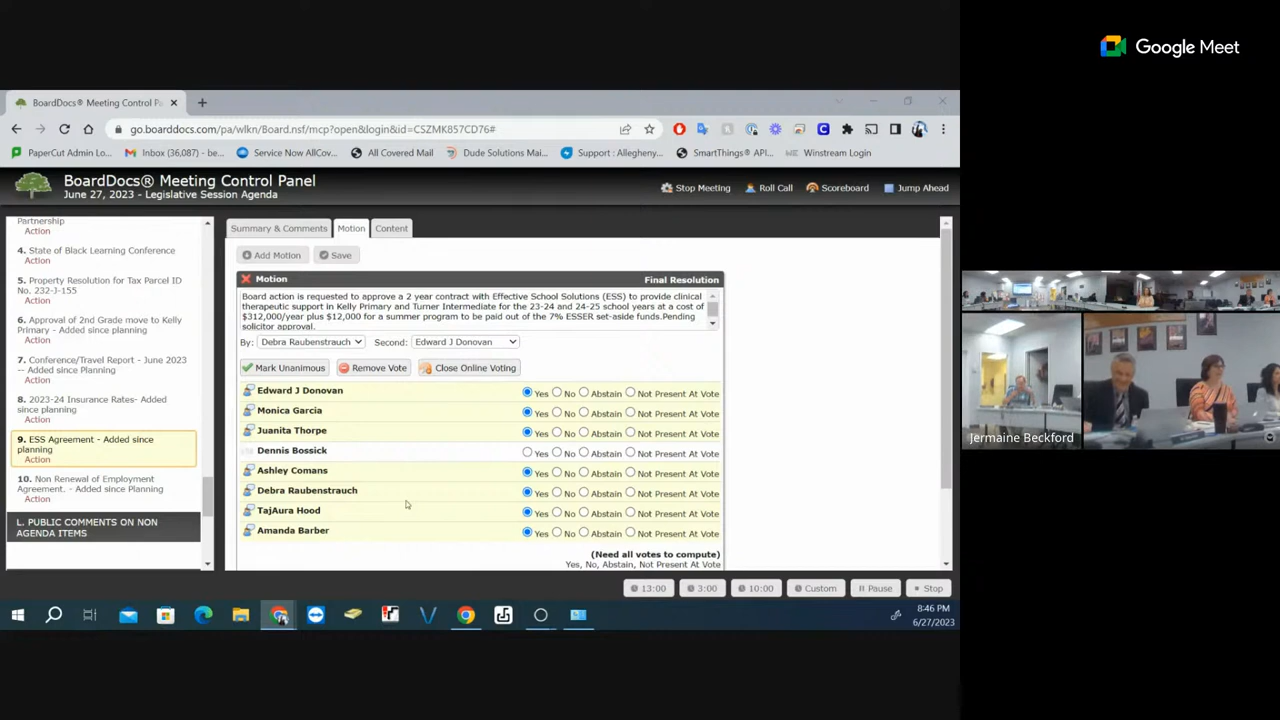 Google Meet
BoardDocs® Meeting Control Pa
go.boarddocs.com/pa/wlkn/Board.nsf/mcp?open&login&id=CSZMK857CD76#
PaperCut Admin Lo... Inbox (36,087) - be... Service Now AllCov... All Covered Mail Dude Solutions Mai... Support : Allegheny... SmartThings® API... Winstream Login
BoardDocs® Meeting Control Panel
June 27, 2023 - Legislative Session Agenda
Stop Meeting Roll Call Scoreboard Jump Ahead
Partnership
Action
4. State of Black Learning Conference
Action
5. Property Resolution for Tax Parcel ID
No. 232-J-155
Action
6. Approval of 2nd Grade move to Kelly
Primary - Added since planning
Action
7. Conference/Travel Report - June 2023
-- Added since planning
Action
8. 2023-24 Insurance Rates- Added
since planning
Action
9. ESS Agreement - Added since
planning
Action
10. Non Renewal of Employment
Agreement. - Added since Planning
Action
L. PUBLIC COMMENTS ON NON
AGENDA ITEMS
Summary & Comments Motion Content
Add Motion Save
Motion Final Resolution
Board action is requested to approve a 2 year contract with Effective School Solutions (ESS) to provide clinical
therapeutic support in Kelly Primary and Turner Intermediate for the 23-24 and 24-25 school years at a cost of
$312,000/year plus $12,000 for a summer program to be paid out of the 7% ESSER set-aside funds.Pending
solicitor approval.
By: Debra Raubenstrauch Second: Edward J Donovan
Mark Unanimous Remove Vote Close Online Voting
Edward J Donovan Yes No Abstain Not Present At Vote
Monica Garcia Yes No Abstain Not Present At Vote
Juanita Thorpe Yes No Abstain Not Present At Vote
Dennis Bossick Yes No Abstain Not Present At Vote
Ashley Comans Yes No Abstain Not Present At Vote
Debra Raubenstrauch Yes No Abstain Not Present At Vote
TajAura Hood Yes No Abstain Not Present At Vote
Amanda Barber Yes No Abstain Not Present At Vote
(Need all votes to compute)
Yes, No, Abstain, Not Present At Vote
13:00 3:00 10:00 Custom Pause Stop
8:46 PM
6/27/2023
Jermaine Beckford